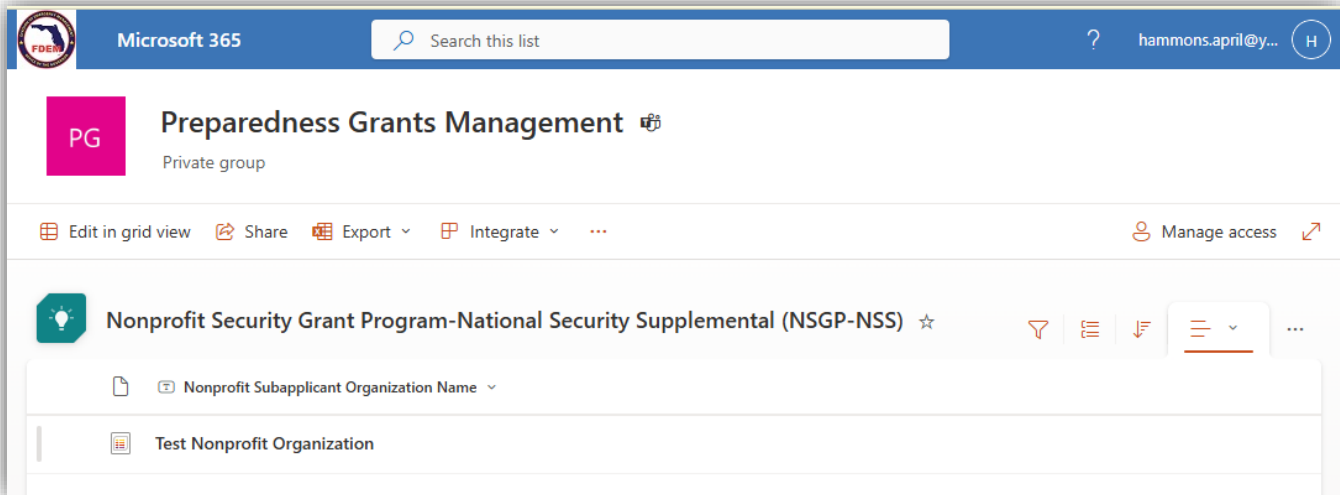 FDEM
Microsoft 365
Search this list
?
hammons.april@y...
H
PG
Preparedness Grants Management
Private group
Edit in grid view
Share
Export
Integrate
...
Manage access
Nonprofit Security Grant Program-National Security Supplemental (NSGP-NSS)
...
Nonprofit Subapplicant Organization Name
Test Nonprofit Organization